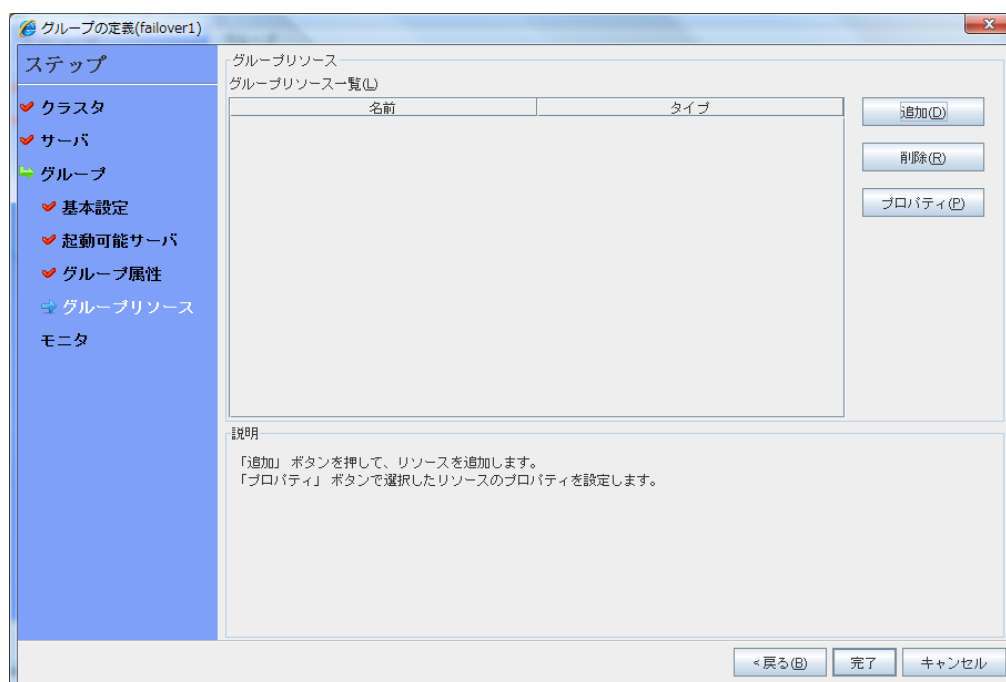 グループの定義(failover1)
ステップ
クラスタ
サーバ
グループ
基本設定
起動可能サーバ
グループ属性
グループリソース
モニタ
グループリソース
グループリソース一覧(L)
名前 タイプ
追加(D)
削除(R)
プロパティ(P)
説明
「追加」 ボタンを押して、リソースを追加します。
「プロパティ」 ボタンで選択したリソースのプロパティを設定します。
<戻る(B) 完了 キャンセル